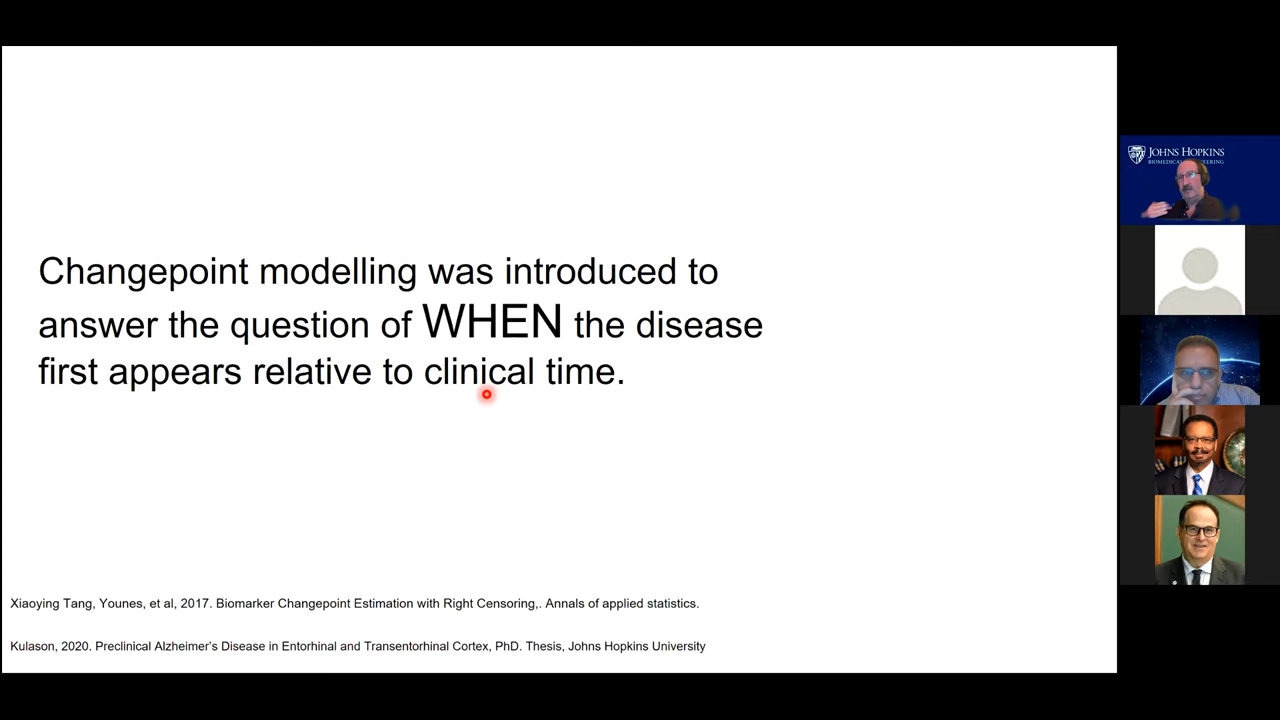 Changepoint modelling was introduced to
answer the question of WHEN the disease
first appears relative to clinical time.
Xiaoying Tang, Younes, et al, 2017. Biomarker Changepoint Estimation with Right Censoring,. Annals of applied statistics.
Kulason, 2020. Preclinical Alzheimer's Disease in Entorhinal and Transentorhinal Cortex, PhD. Thesis, Johns Hopkins University
JOHNS HOPKINS